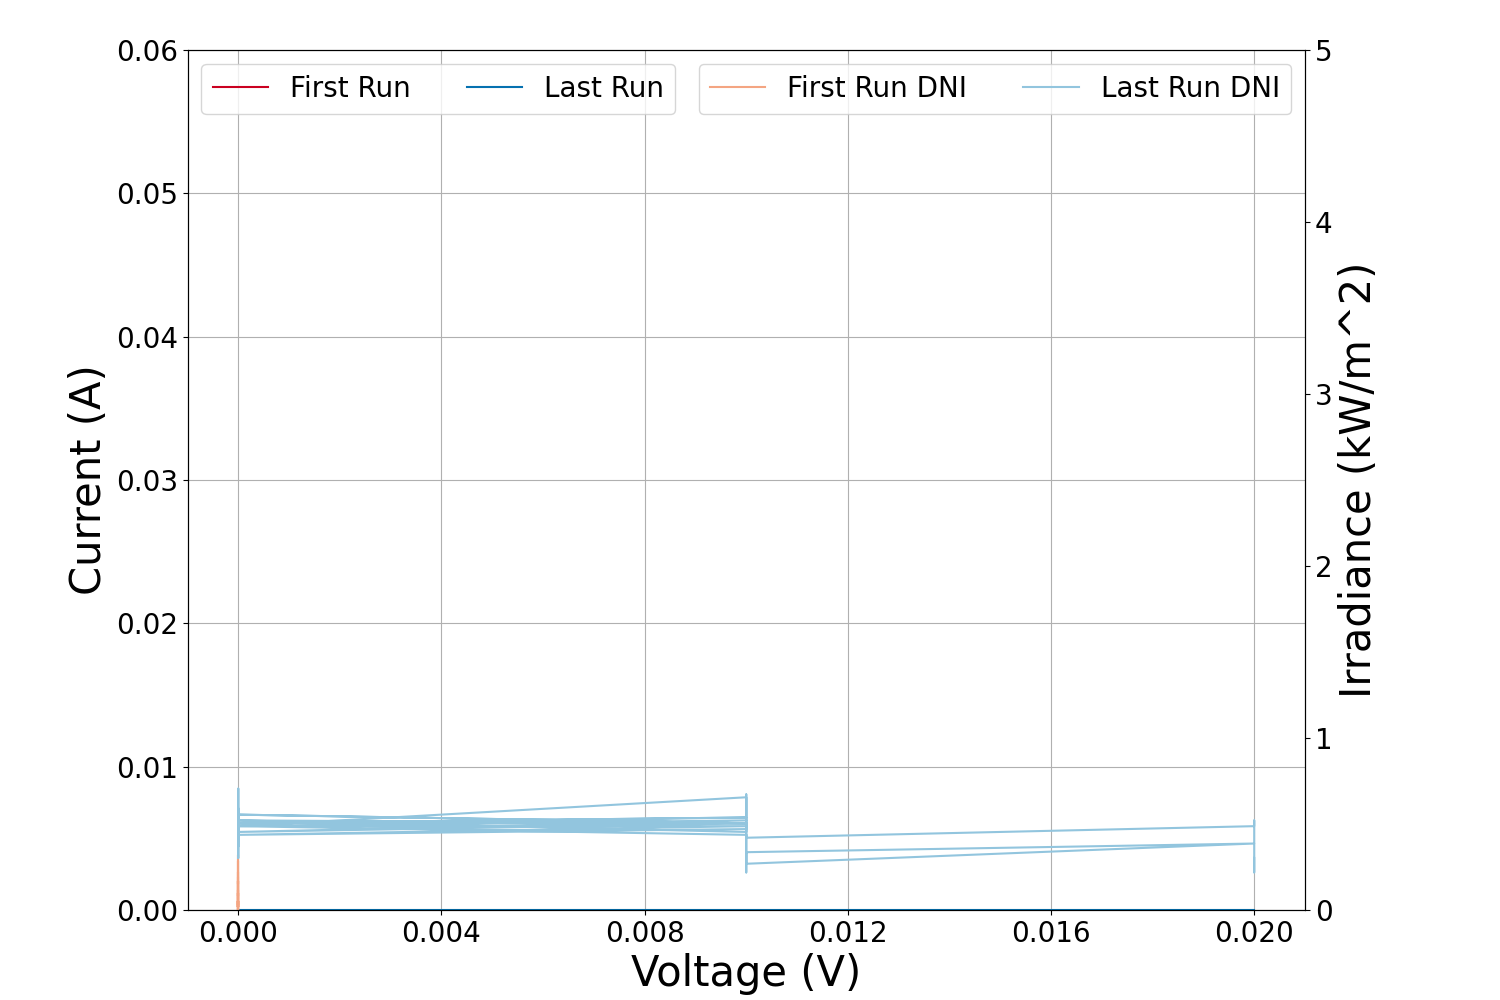 First Run
Last Run
First Run DNI
Last Run DNI
Current (A)
0.06
0.05
0.04
0.03
0.02
0.01
0.00
5
4
3
2
1
0
Irradiance (kW/m^2)
0.000
0.004
0.008
0.012
0.016
0.020
Voltage (V)